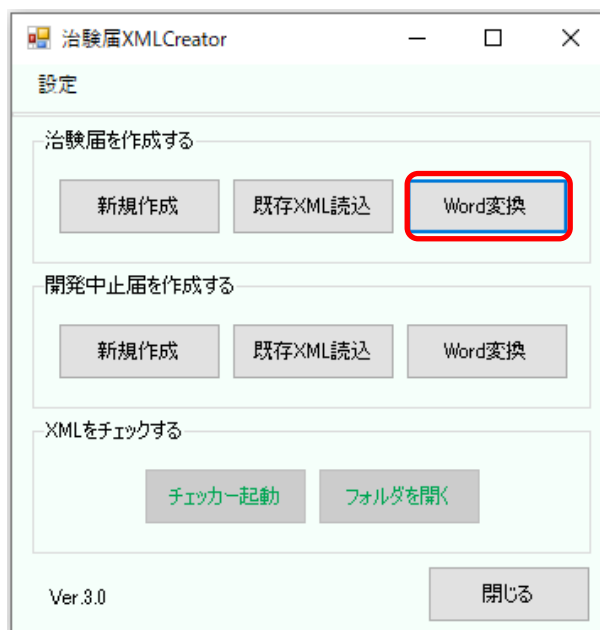 治験届XMLCreator
設定
治験届を作成する
新規作成 既存XML読込 Word変換
開発中止届を作成する
新規作成 既存XML読込 Word変換
XMLをチェックする
チェッカー起動 フォルダを開く
Ver.3.0 閉じる